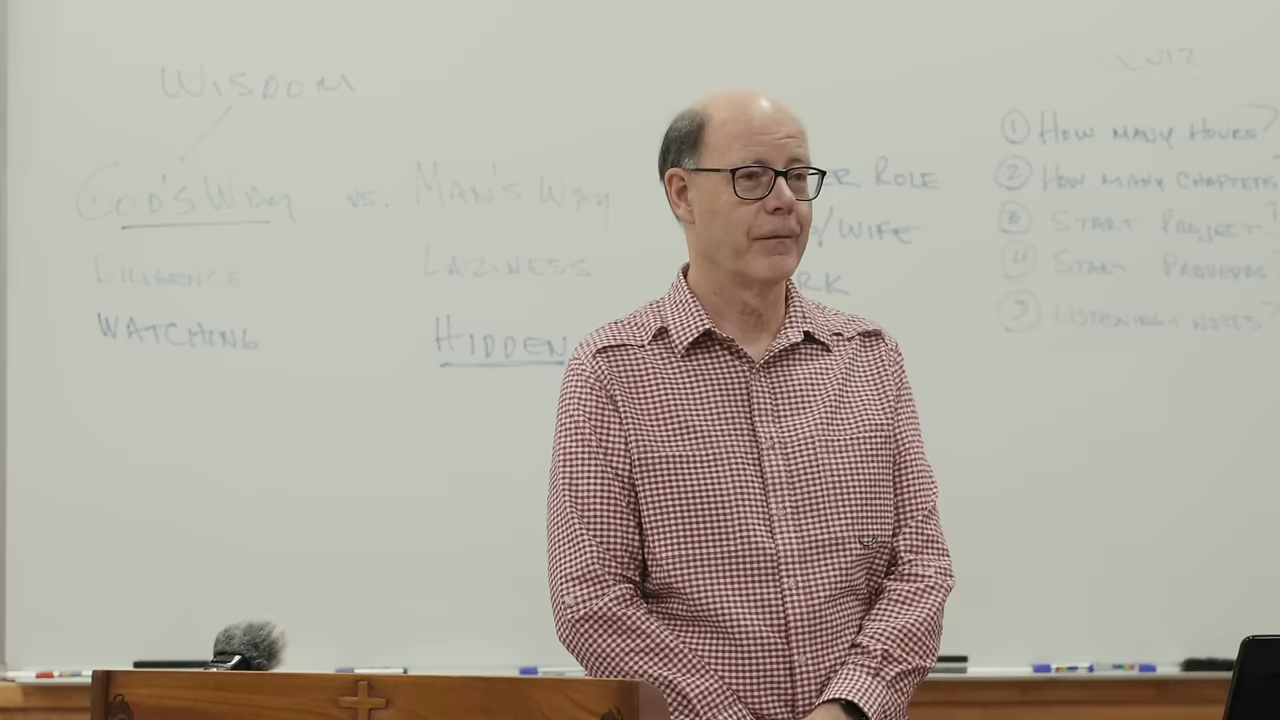 WISDOM
GOD'S WAY vs. MAN'S WAY
DILIGENCE LAZINESS
WATCHING HIDDEN
ER ROLE
/WIFE
RK
QUIZ
① HOW MANY HOURS?
② HOW MANY CHAPTERS?
③ START PROJECT?
④ START PROVERBS
⑤ LISTENING NOTES?